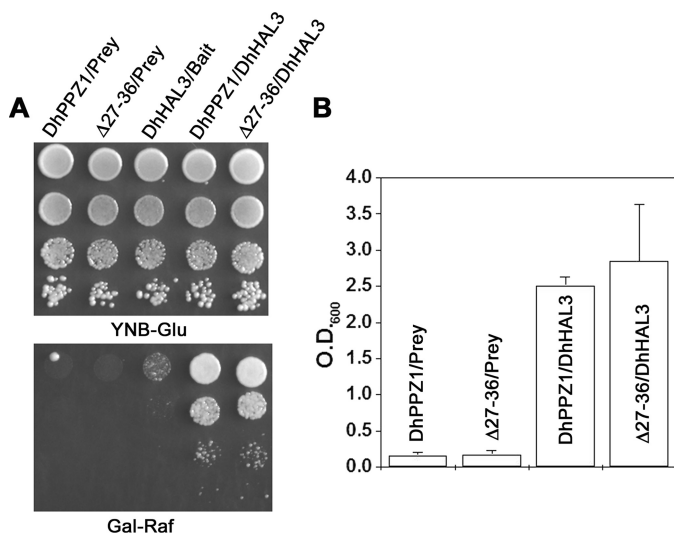 A
DhPPZ1/Prey
Δ27-36/Prey
DhHAL3/Bait
DhPPZ1/DhHAL3
Δ27-36/DhHAL3
YNB-Glu
Gal-Raf
B
O.D.600
4.0
3.5
3.0
2.5
2.0
1.5
1.0
0.5
0.0
DhPPZ1/Prey
Δ27-36/Prey
DhPPZ1/DhHAL3
Δ27-36/DhHAL3